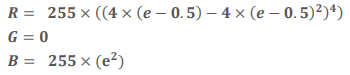 R = 255 × ((4 × (e − 0.5) − 4 × (e − 0.5)²)⁴)
G = 0
B = 255 × (e²)